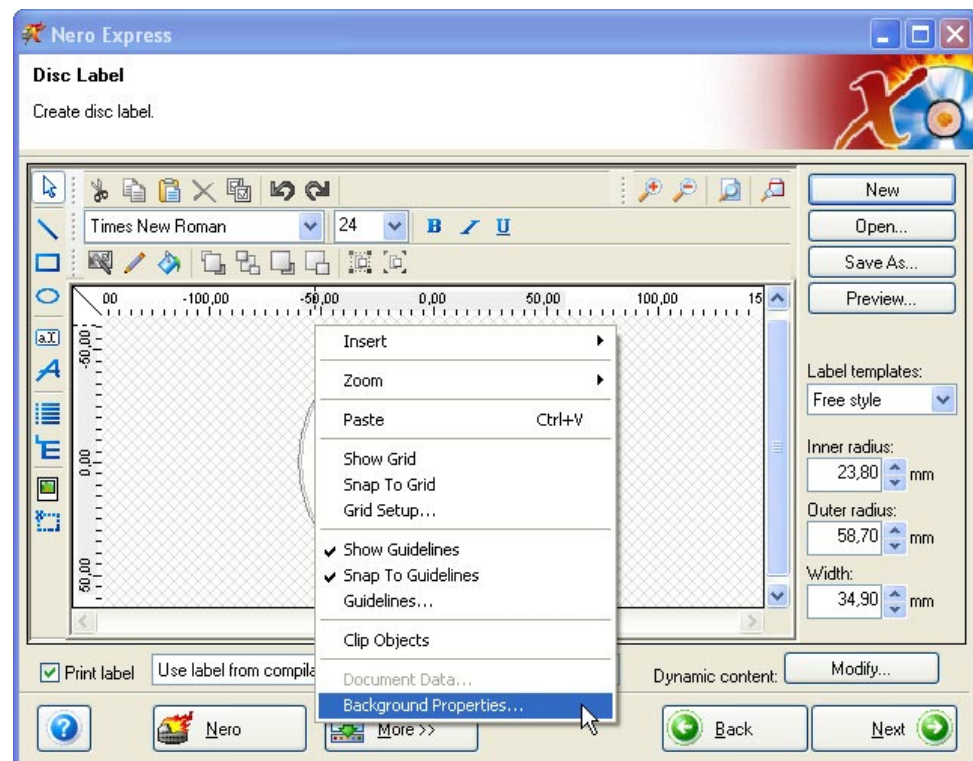 Nero Express
Disc Label
Create disc label.
Times New Roman
24
B I U
00 -100,00 -50,00 0,00 50,00 100,00 15
-50,00
0,00
50,00
Insert
Zoom
Paste Ctrl+V
Show Grid
Snap To Grid
Grid Setup...
Show Guidelines
Snap To Guidelines
Guidelines...
Clip Objects
Document Data...
Background Properties...
New
Open...
Save As...
Preview...
Label templates:
Free style
Inner radius:
23,80 mm
Outer radius:
58,70 mm
Width:
34,90 mm
Print label
Use label from compila
Dynamic content:
Modify...
Nero
More >>
Back
Next